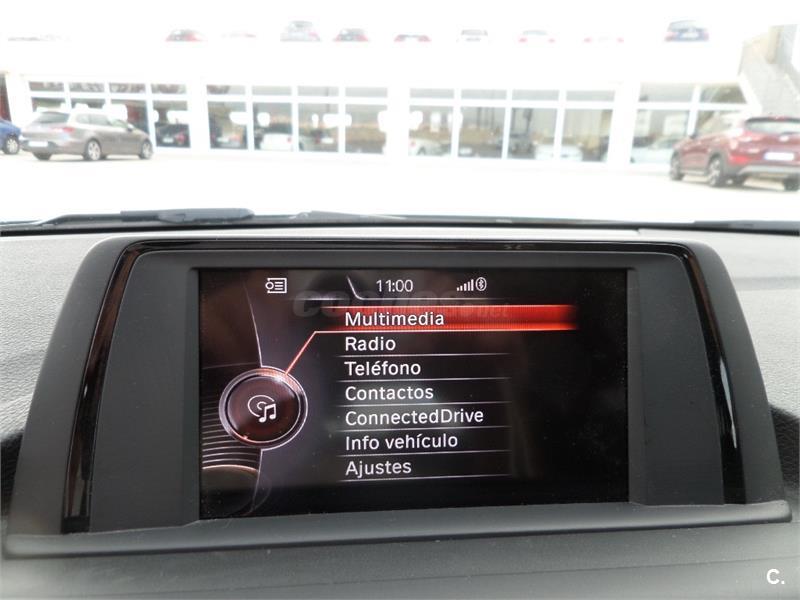 11:00
Multimedia
Radio
Teléfono
Contactos
ConnectedDrive
Info vehículo
Ajustes
C.